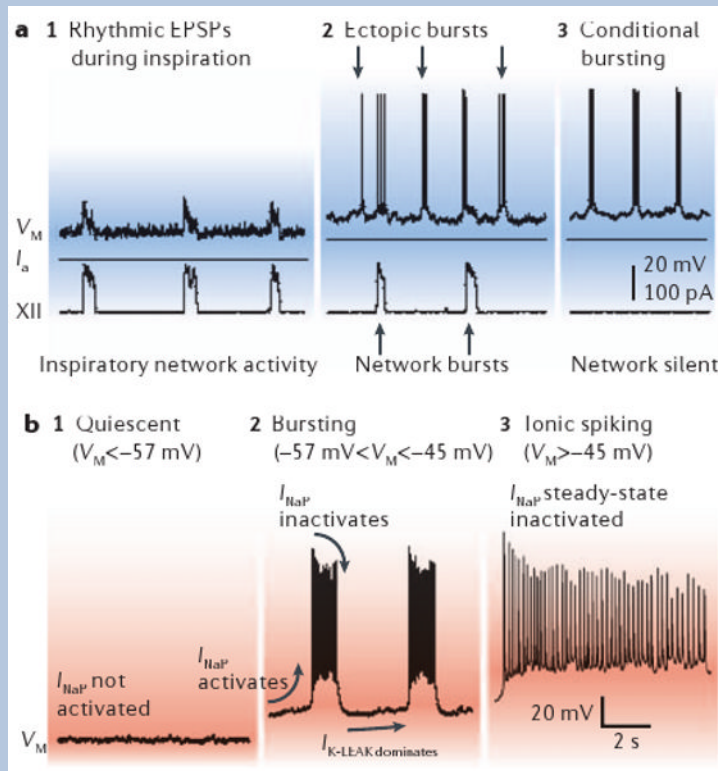 a 1 Rhythmic EPSPs
during inspiration
2 Ectopic bursts
3 Conditional
bursting
VM
Ia
XII
20 mV
100 pA
Inspiratory network activity
Network bursts
Network silent
b 1 Quiescent
(VM<–57 mV)
2 Bursting
(–57 mV<VM<–45 mV)
3 Ionic spiking
(VM>–45 mV)
INaP
inactivates
INaP steady-state
inactivated
INaP not
activated
INaP
activates
VM
IK-LEAK dominates
20 mV
2 s